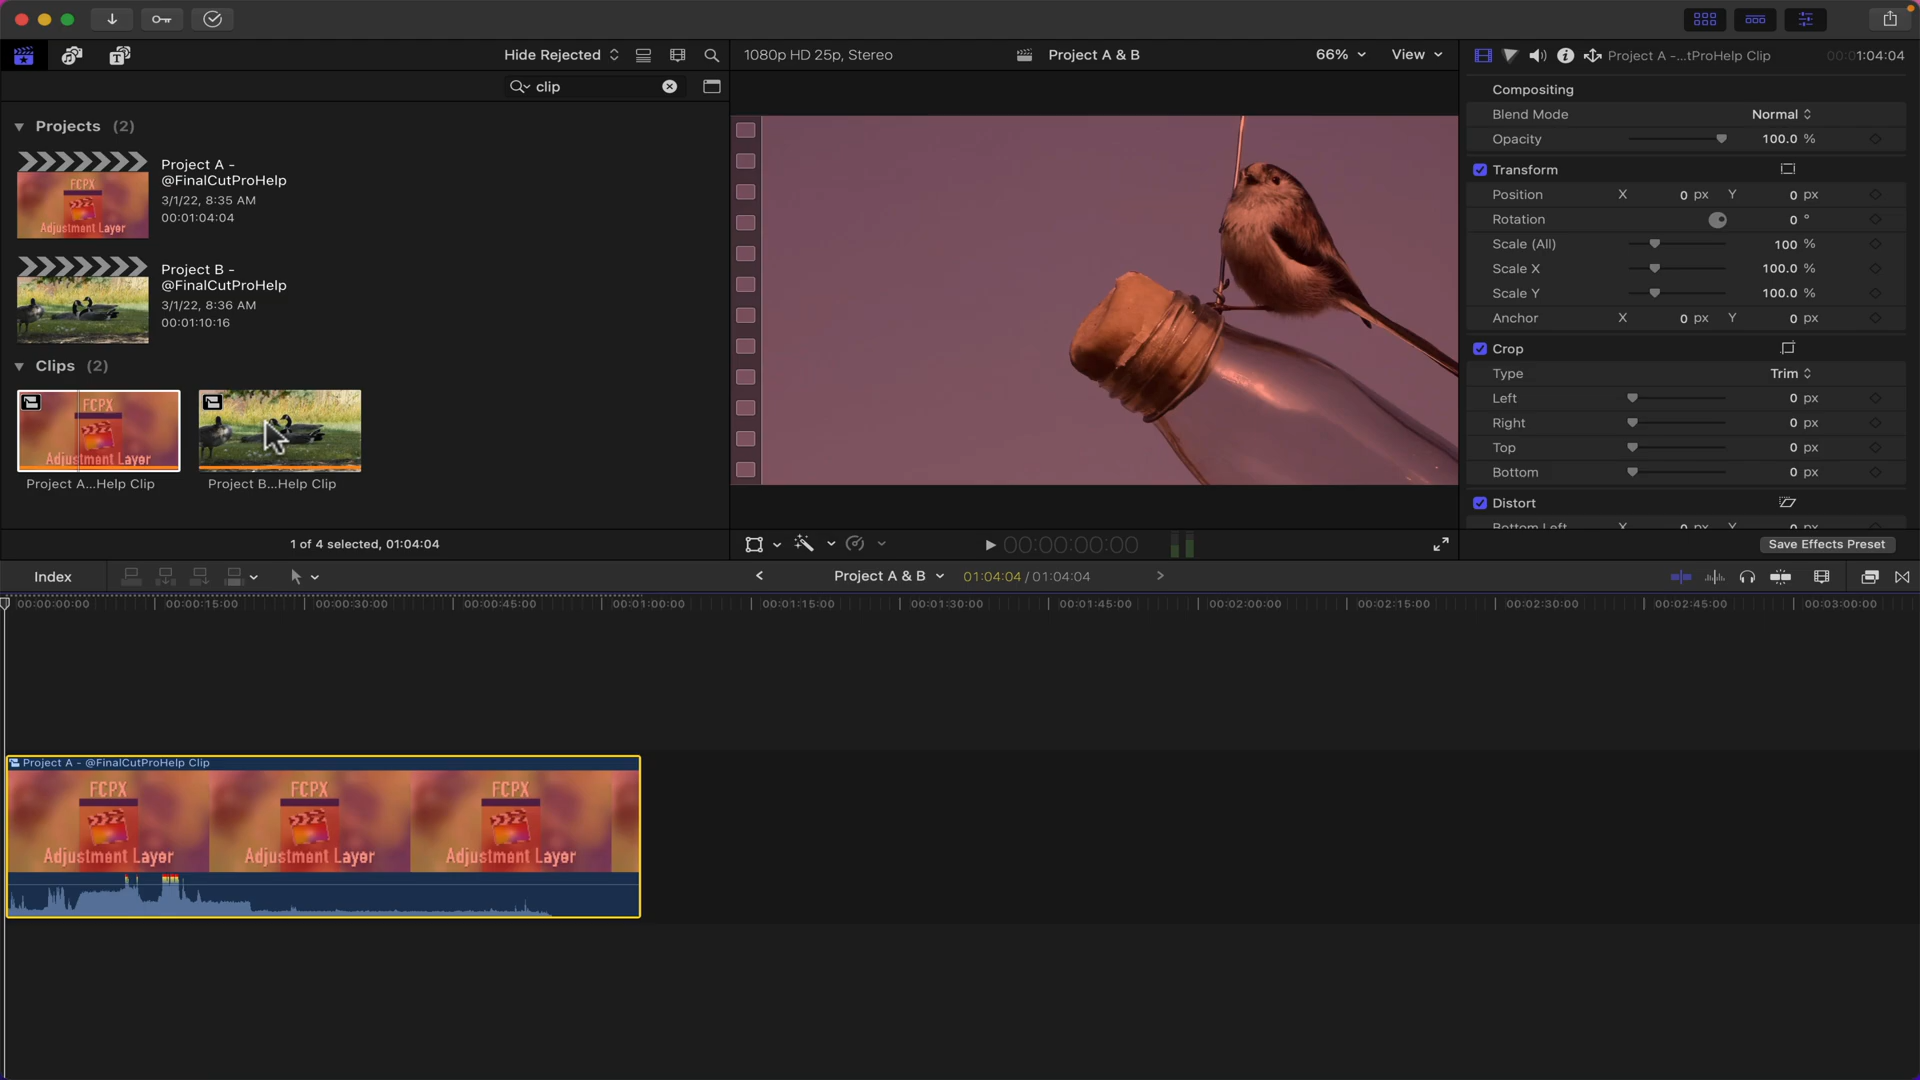 Hide Rejected
1080p HD 25p, Stereo
Project A & B
66%
View
Project A -...tProHelp Clip
00:01:04:04
clip
Compositing
Blend Mode
Normal
Opacity
100.0 %
Projects (2)
Project A -
@FinalCutProHelp
3/1/22, 8:35 AM
00:01:04:04
FCPX
Adjustment Layer
Project B -
@FinalCutProHelp
3/1/22, 8:36 AM
00:01:10:16
Clips (2)
FCPX
Adjustment Layer
Project A...Help Clip
Project B...Help Clip
1 of 4 selected, 01:04:04
Transform
Position X 0 px Y 0 px
Rotation 0 °
Scale (All) 100 %
Scale X 100.0 %
Scale Y 100.0 %
Anchor X 0 px Y 0 px
Crop
Type Trim
Left 0 px
Right 0 px
Top 0 px
Bottom 0 px
Distort
Bottom Left X 0 px Y 0 px
00:00:00:00
Save Effects Preset
Index
Project A & B
01:04:04 / 01:04:04
00:00:00:00 00:00:15:00 00:00:30:00 00:00:45:00 00:01:00:00 00:01:15:00 00:01:30:00 00:01:45:00 00:02:00:00 00:02:15:00 00:02:30:00 00:02:45:00 00:03:00:00
Project A - @FinalCutProHelp Clip
FCPX FCPX FCPX
Adjustment Layer Adjustment Layer Adjustment Layer